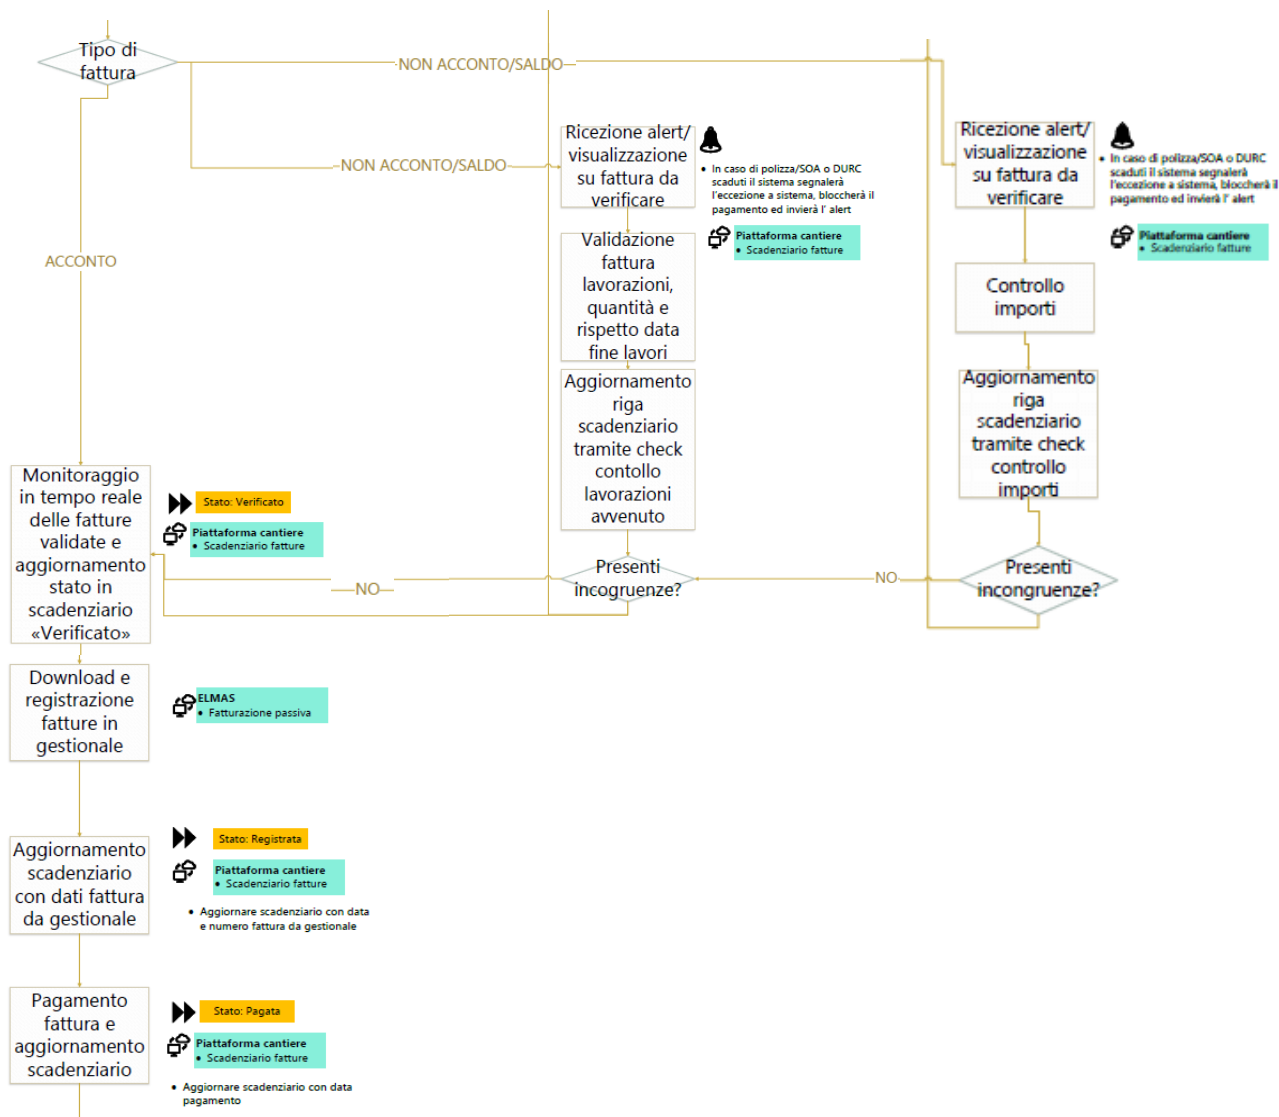 Tipo di
fattura
NON ACCONTO/SALDO
NON ACCONTO/SALDO
ACCONTO
Ricezione alert/
visualizzazione
su fattura da
verificare
• In caso di polizza/SOA o DURC
scaduti il sistema segnalerà
l'eccezione a sistema, bloccherà il
pagamento ed invierà l' alert
Piattaforma cantiere
• Scadenziario fatture
Validazione
fattura
lavorazioni,
quantità e
rispetto data
fine lavori
Aggiornamento
riga
scadenziario
tramite check
contollo
lavorazioni
avvenuto
Presenti
incogruenze?
NO
Ricezione alert/
visualizzazione
su fattura da
verificare
• In caso di polizza/SOA o DURC
scaduti il sistema segnalerà
l'eccezione a sistema, bloccherà il
pagamento ed invierà l' alert
Piattaforma cantiere
• Scadenziario fatture
Controllo
importi
Aggiornamento
riga
scadenziario
tramite check
controllo
importi
Presenti
incongruenze?
NO
Monitoraggio
in tempo reale
delle fatture
validate e
aggiornamento
stato in
scadenziario
«Verificato»
Stato: Verificato
Piattaforma cantiere
• Scadenziario fatture
Download e
registrazione
fatture in
gestionale
ELMAS
• Fatturazione passiva
Aggiornamento
scadenziario
con dati fattura
da gestionale
Stato: Registrata
Piattaforma cantiere
• Scadenziario fatture
• Aggiornare scadenziario con data
e numero fattura da gestionale
Pagamento
fattura e
aggiornamento
scadenziario
Stato: Pagata
Piattaforma cantiere
• Scadenziario fatture
• Aggiornare scadenziario con data
pagamento